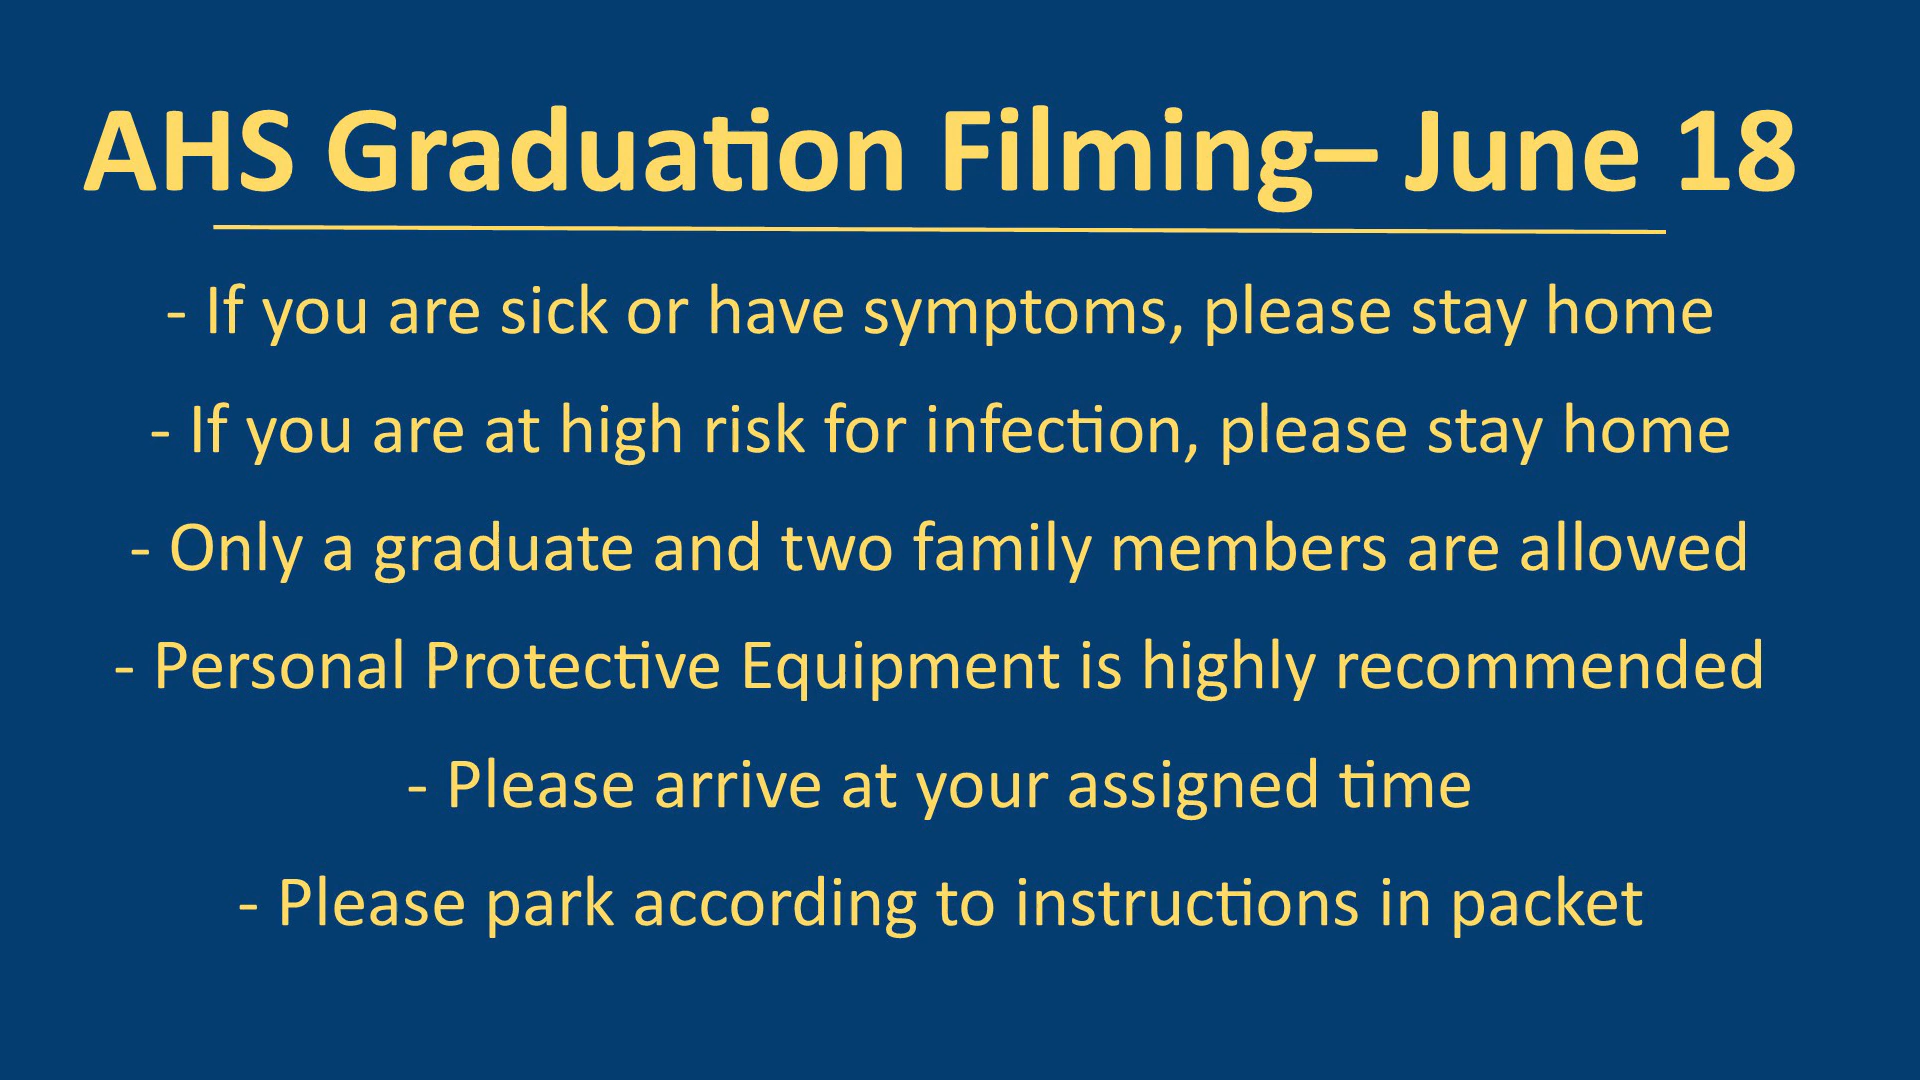 AHS Graduation Filming– June 18
- If you are sick or have symptoms, please stay home
- If you are at high risk for infection, please stay home
- Only a graduate and two family members are allowed
- Personal Protective Equipment is highly recommended
- Please arrive at your assigned time
- Please park according to instructions in packet